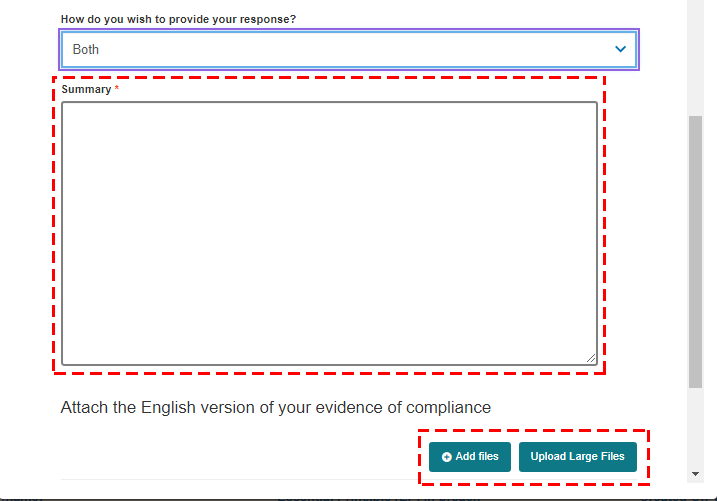 How do you wish to provide your response?
Both
Summary *
Attach the English version of your evidence of compliance
Add files
Upload Large Files